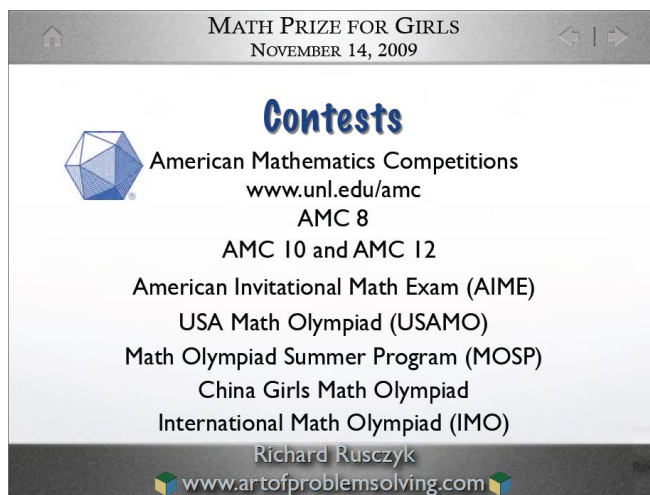 MATH PRIZE FOR GIRLS
NOVEMBER 14, 2009
Contests
American Mathematics Competitions
www.unl.edu/amc
AMC 8
AMC 10 and AMC 12
American Invitational Math Exam (AIME)
USA Math Olympiad (USAMO)
Math Olympiad Summer Program (MOSP)
China Girls Math Olympiad
International Math Olympiad (IMO)
Richard Rusczyk
www.artofproblemsolving.com